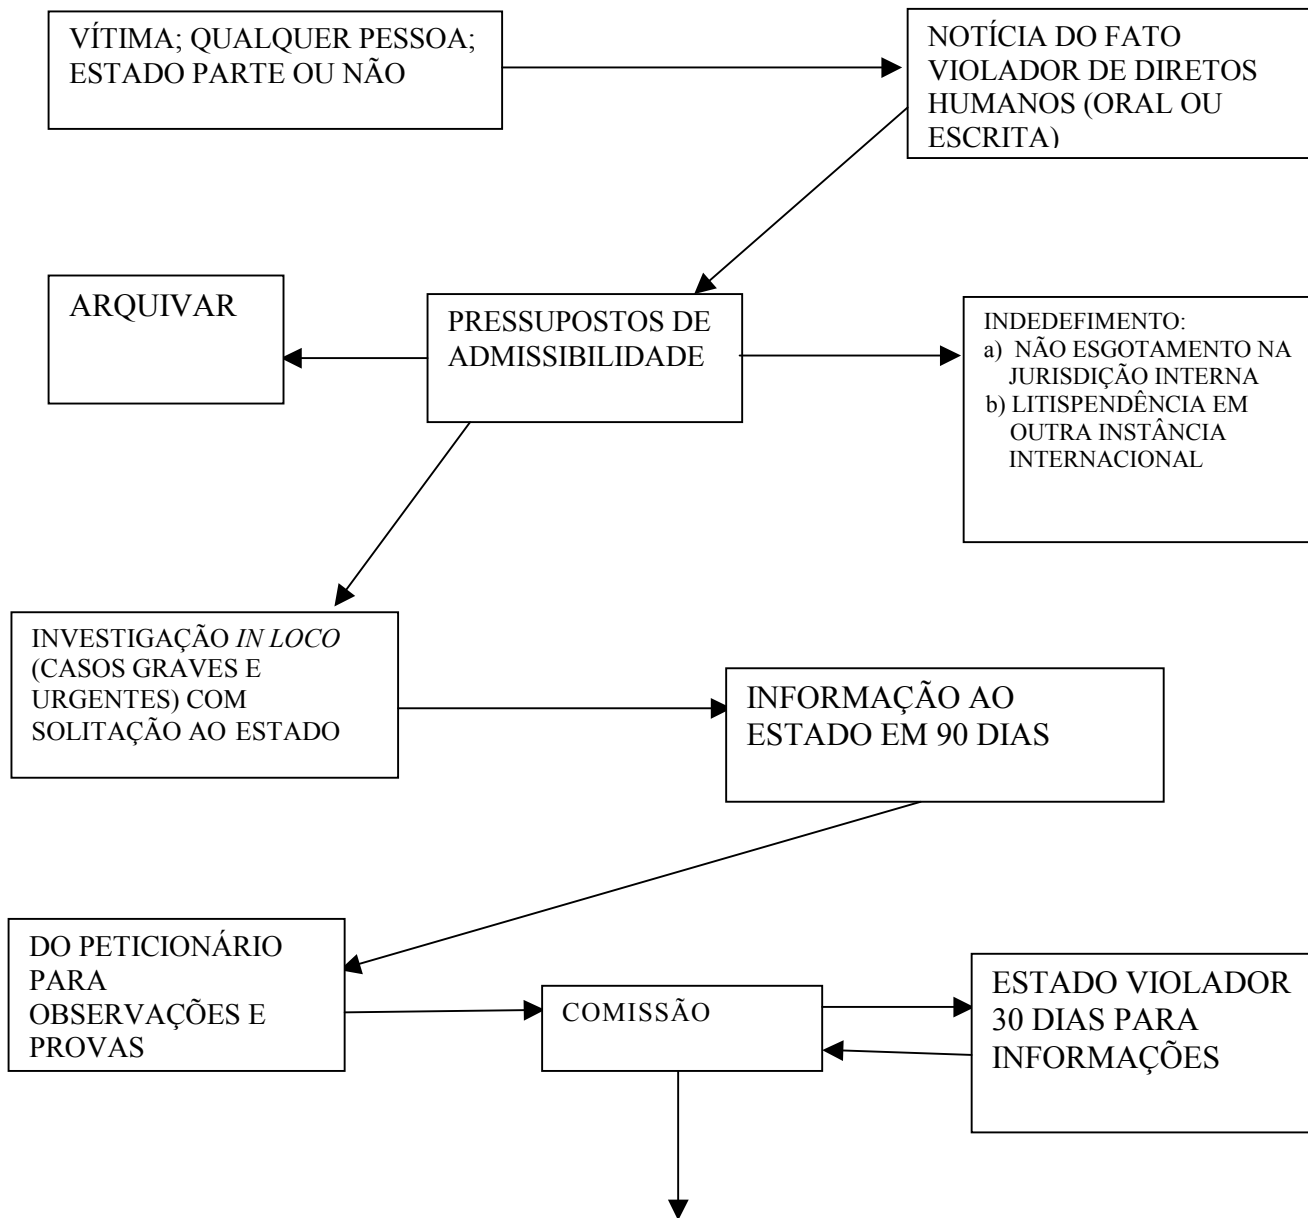 VÍTIMA; QUALQUER PESSOA;
ESTADO PARTE OU NÃO
NOTÍCIA DO FATO
VIOLADOR DE DIRETOS
HUMANOS (ORAL OU
ESCRITA)
ARQUIVAR
PRESSUPOSTOS DE
ADMISSIBILIDADE
INDEDEFIMENTO:
a) NÃO ESGOTAMENTO NA
JURISDIÇÃO INTERNA
b) LITISPENDÊNCIA EM
OUTRA INSTÂNCIA
INTERNACIONAL
INVESTIGAÇÃO IN LOCO
(CASOS GRAVES E
URGENTES) COM
SOLITAÇÃO AO ESTADO
INFORMAÇÃO AO
ESTADO EM 90 DIAS
DO PETICIONÁRIO
PARA
OBSERVAÇÕES E
PROVAS
COMISSÃO
ESTADO VIOLADOR
30 DIAS PARA
INFORMAÇÕES